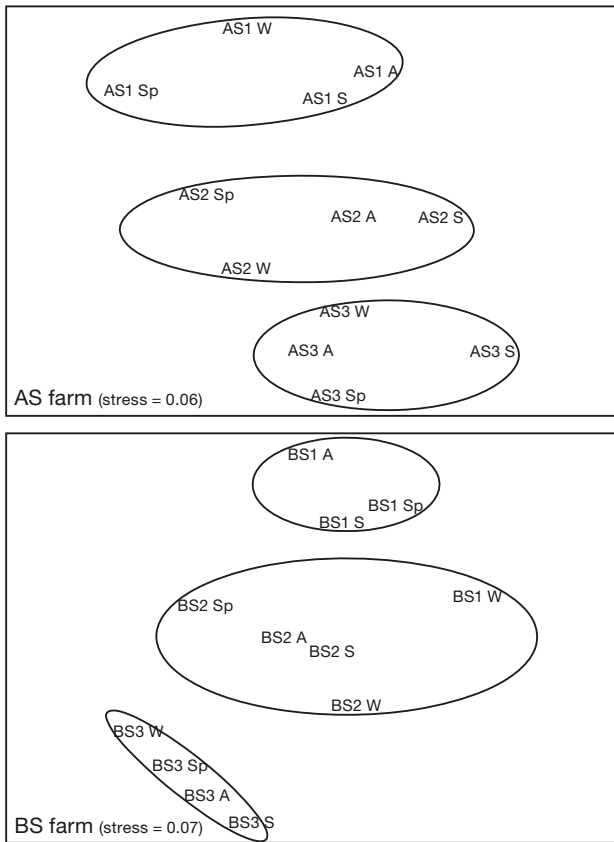 AS1 W
AS1 A
AS1 Sp
AS1 S
AS2 Sp
AS2 A
AS2 S
AS2 W
AS3 W
AS3 A
AS3 S
AS3 Sp
AS farm (stress = 0.06)
BS1 A
BS1 Sp
BS1 S
BS1 W
BS2 Sp
BS2 A
BS2 S
BS2 W
BS3 W
BS3 Sp
BS3 A
BS3 S
BS farm (stress = 0.07)